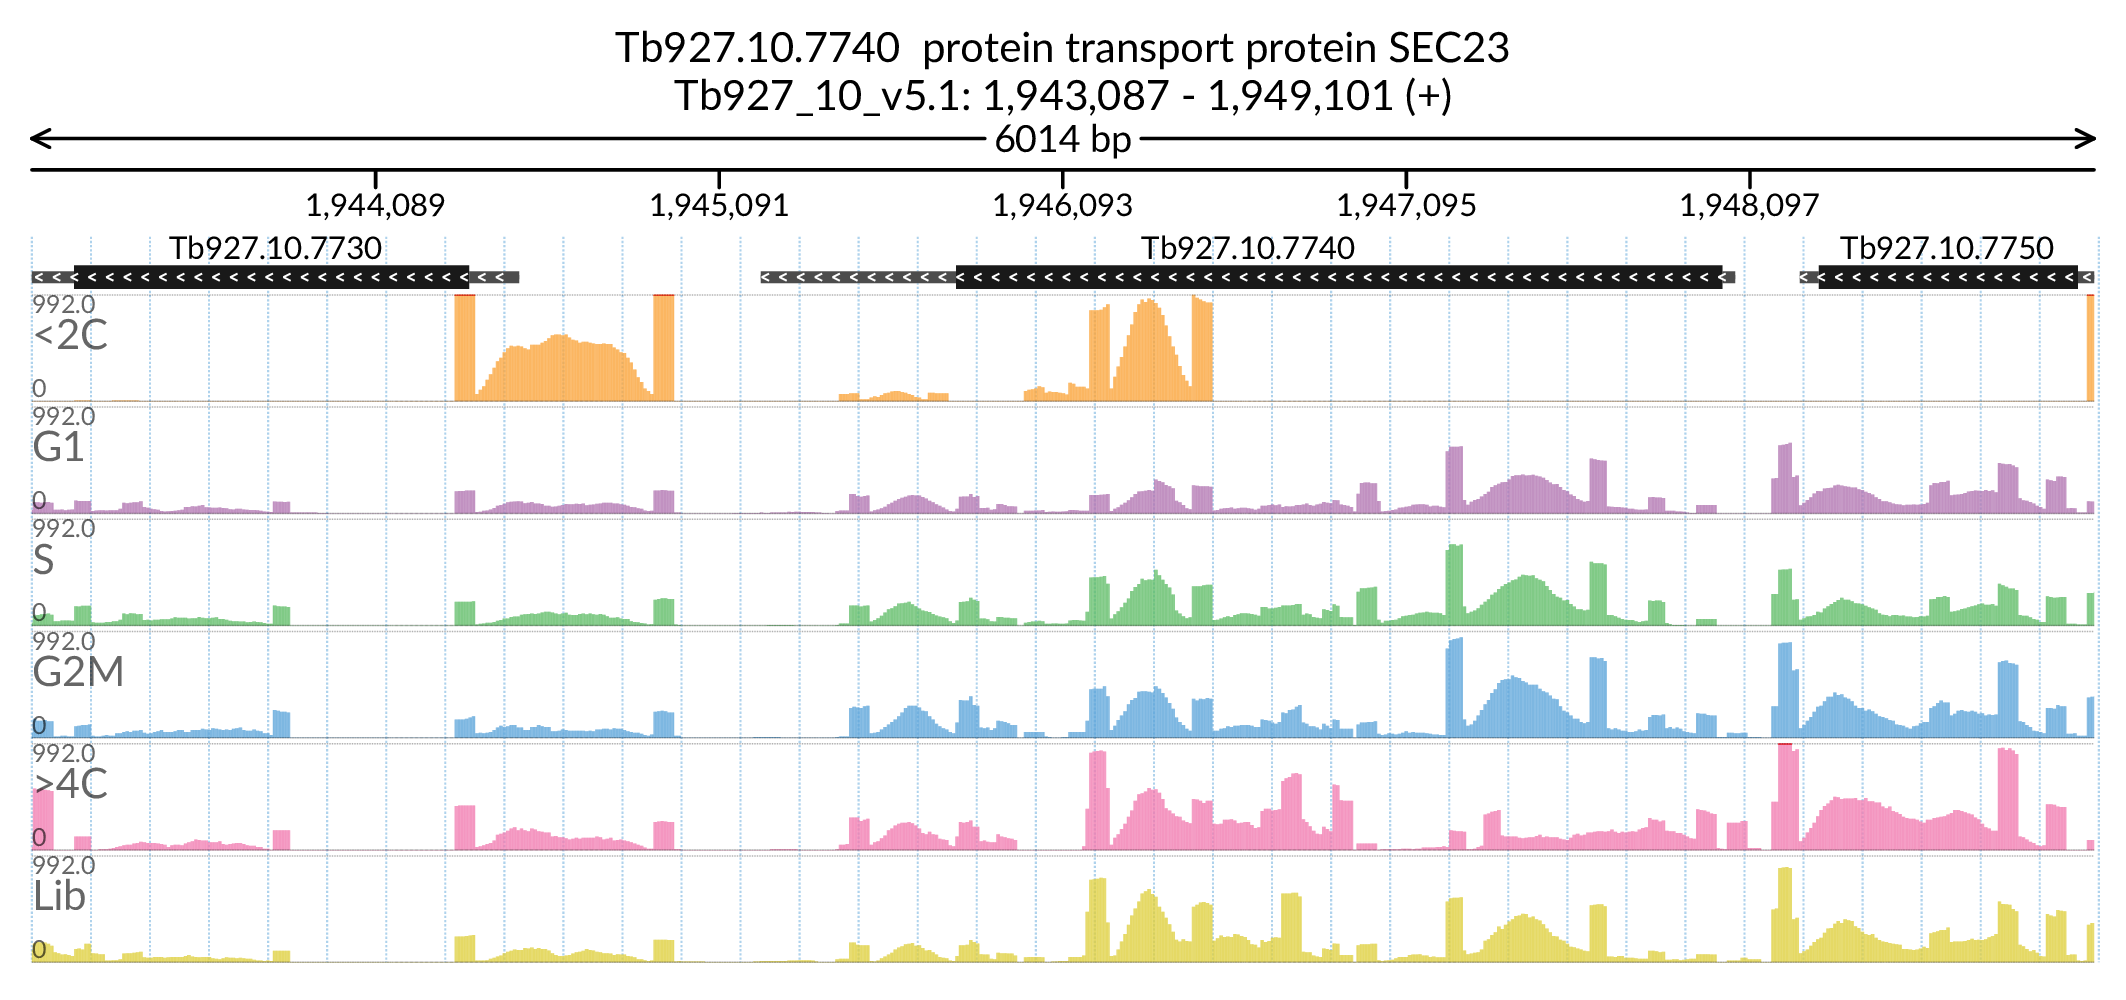 Tb927.10.7740  protein transport protein SEC23
Tb927_10_v5.1: 1,943,087 - 1,949,101 (+)
6014 bp
1,944,089 1,945,091 1,946,093 1,947,095 1,948,097
Tb927.10.7730 Tb927.10.7740 Tb927.10.7750
992.0
<2C
0
992.0
G1
0
992.0
S
0
992.0
G2M
0
992.0
>4C
0
992.0
Lib
0